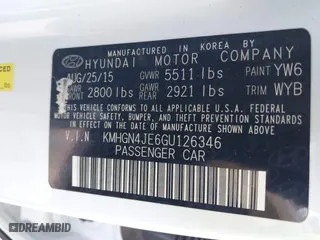 MANUFACTURED IN KOREA
HYUNDAI MOTOR COMPANY
AUG/25/15 GVWR 5511 lbs PAINT YW6
GAWR FRONT 2800 lbs GAWR REAR 2921 lbs TRIM WYB
THIS VEHICLE CONFORMS TO ALL APPLICABLE U.S.
FEDERAL MOTOR VEHICLE SAFETY, BUMPER, AND THEFT
PREVENTION STANDARDS IN EFFECT ON THE DATE OF
MANUFACTURE SHOWN ABOVE.
V.I.N KMHGN4JE6GU126346
PASSENGER CAR
© DASHBOARD.CAR